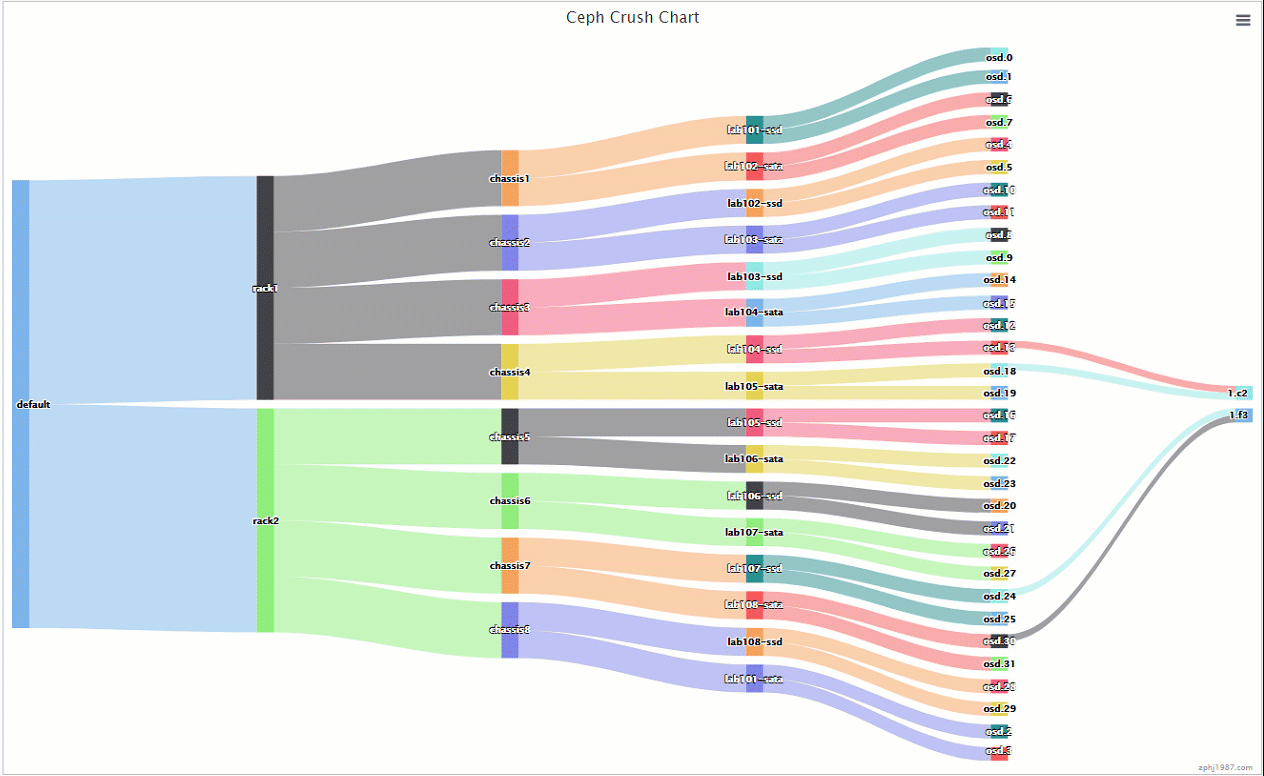 Ceph Crush Chart
default
rack1
rack2
chassis1
chassis2
chassis3
chassis4
chassis5
chassis6
chassis7
chassis8
lab101-ssd
lab102-sata
lab102-ssd
lab103-sata
lab103-ssd
lab104-sata
lab104-ssd
lab105-sata
lab105-ssd
lab106-sata
lab106-ssd
lab107-sata
lab107-ssd
lab108-sata
lab108-ssd
lab101-sata
osd.0
osd.1
osd.6
osd.7
osd.4
osd.5
osd.10
osd.11
osd.8
osd.9
osd.14
osd.15
osd.12
osd.13
osd.18
osd.19
osd.16
osd.17
osd.22
osd.23
osd.20
osd.21
osd.26
osd.27
osd.24
osd.25
osd.30
osd.31
osd.28
osd.29
osd.2
osd.3
1.c2
1.f3
zphj1987.com